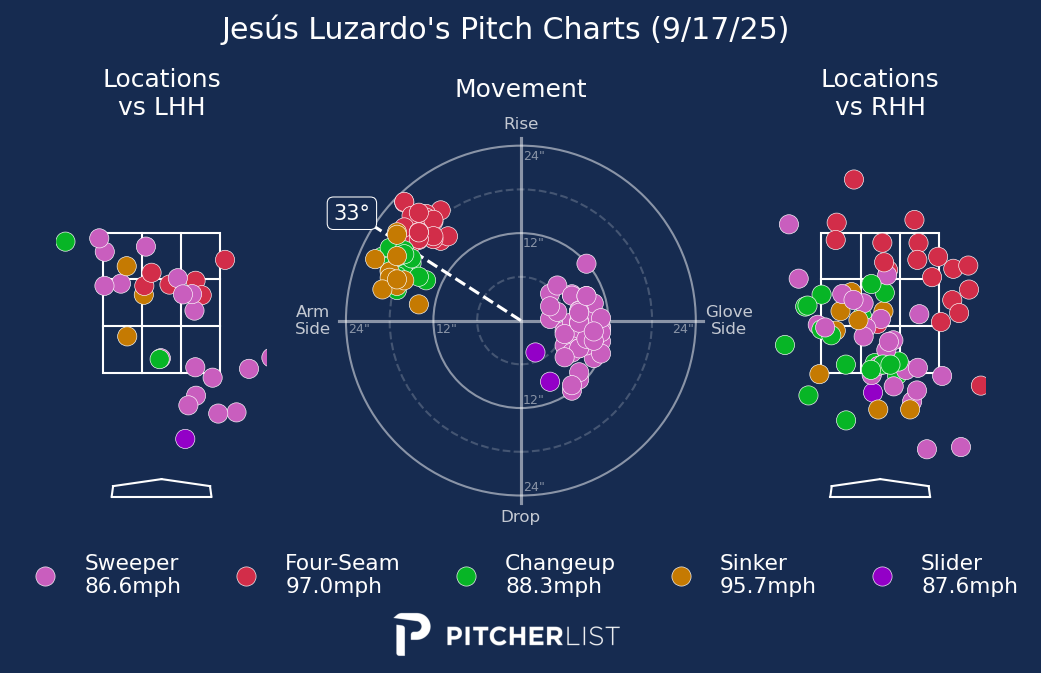 Jesús Luzardo's Pitch Charts (9/17/25)
Locations
vs LHH
Movement
Locations
vs RHH
Rise
24"
33°
12"
Arm
Side
24"
12"
24"
Glove
Side
12"
24"
Drop
Sweeper
86.6mph
Four-Seam
97.0mph
Changeup
88.3mph
Sinker
95.7mph
Slider
87.6mph
PITCHERLIST